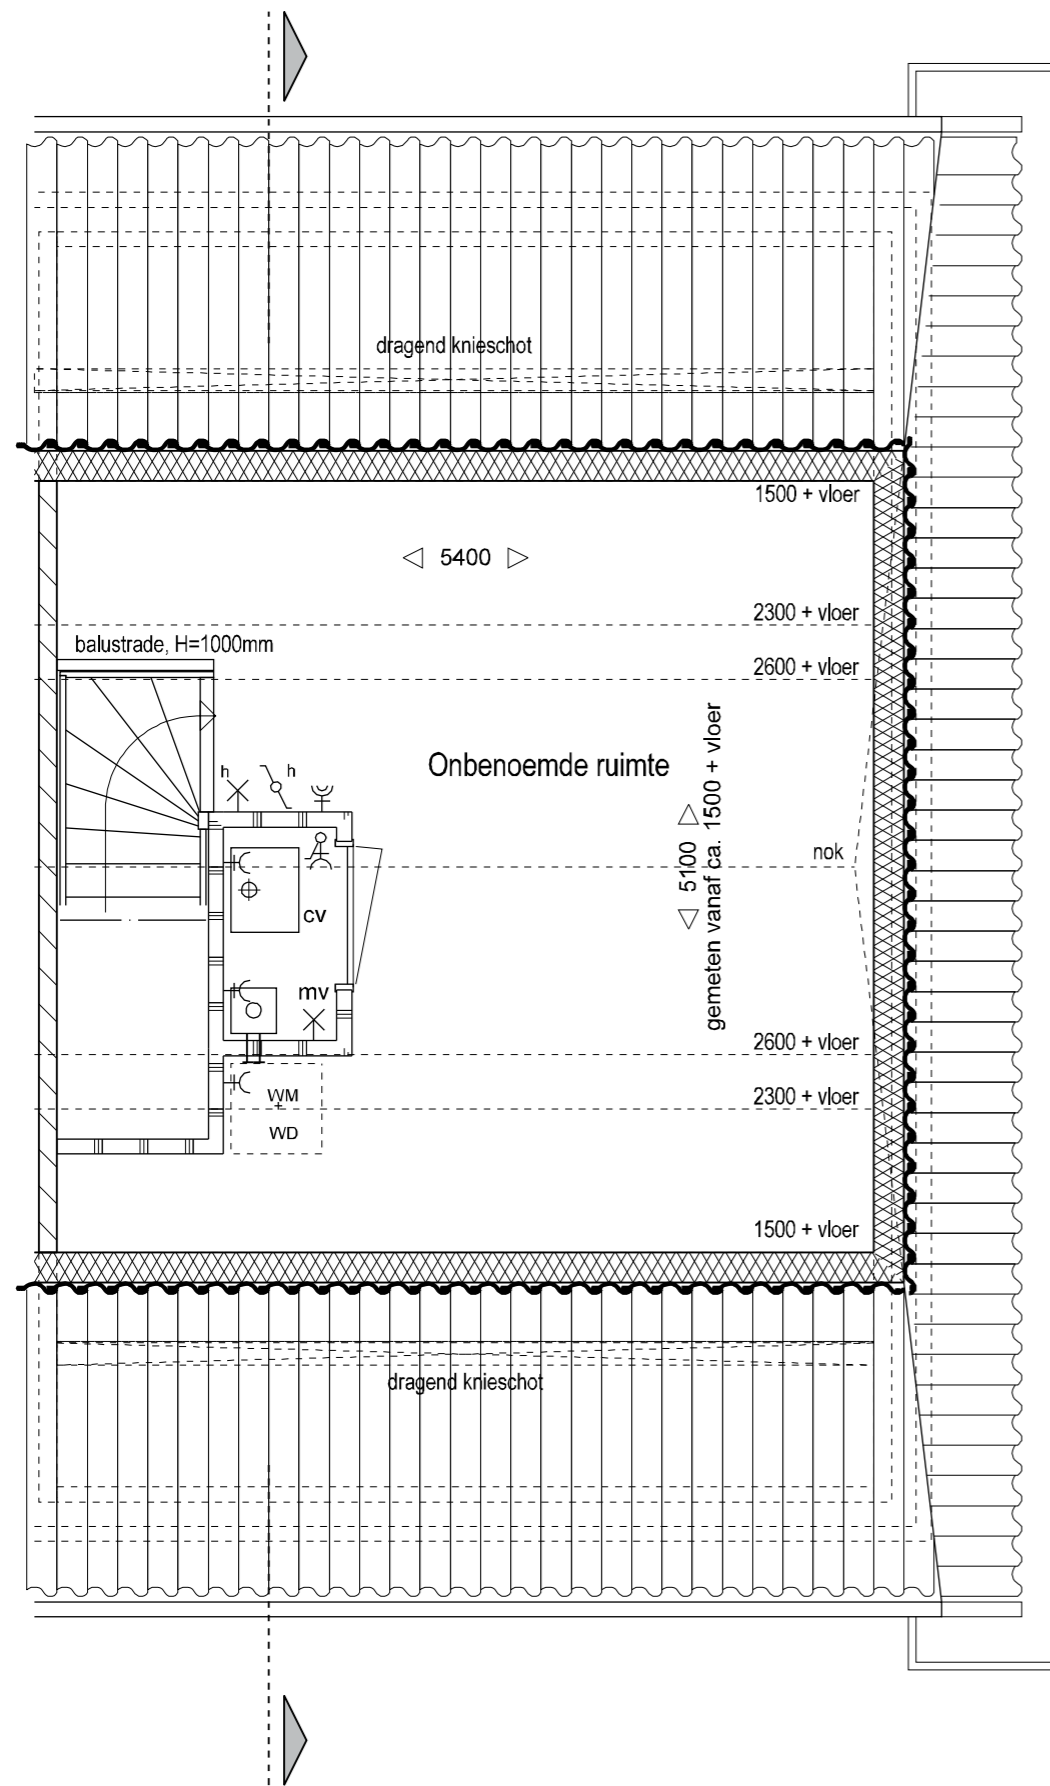 dragend knieschot
1500 + vloer
5400
2300 + vloer
balustrade, H=1000mm
2600 + vloer
Onbenoemde ruimte
h
h
5100
gemeten vanaf ca. 1500 + vloer
nok
cv
mv
2600 + vloer
WM
+
WD
2300 + vloer
1500 + vloer
dragend knieschot